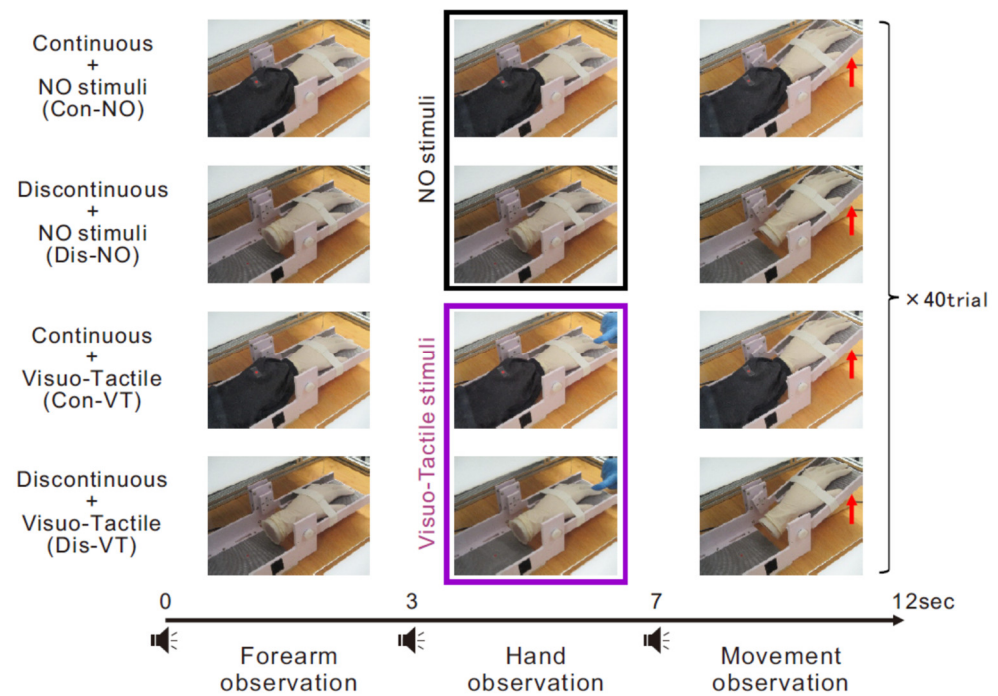 Continuous
+
NO stimuli
(Con-NO)
Discontinuous
+
NO stimuli
(Dis-NO)
Continuous
+
Visuo-Tactile
(Con-VT)
Discontinuous
+
Visuo-Tactile
(Dis-VT)
NO stimuli
Visuo-Tactile stimuli
×40trial
0
3
7
12sec
Forearm
observation
Hand
observation
Movement
observation